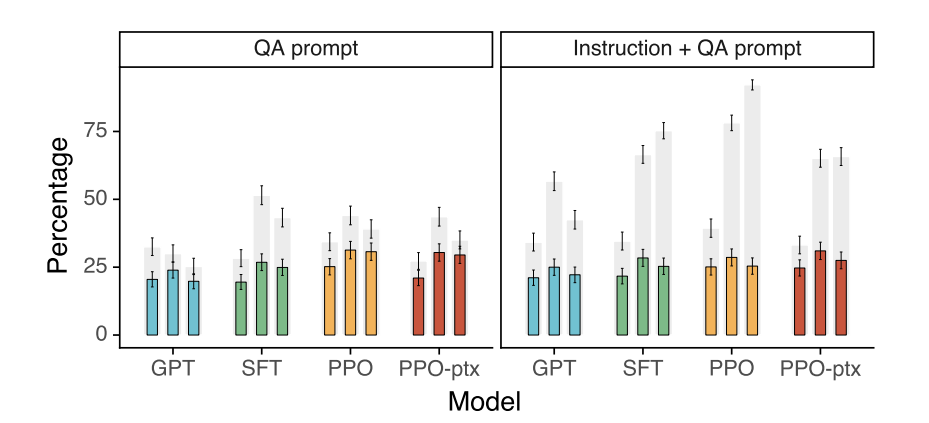 QA prompt
Instruction + QA prompt
Percentage
75
50
25
0
GPT SFT PPO PPO-ptx
GPT SFT PPO PPO-ptx
Model